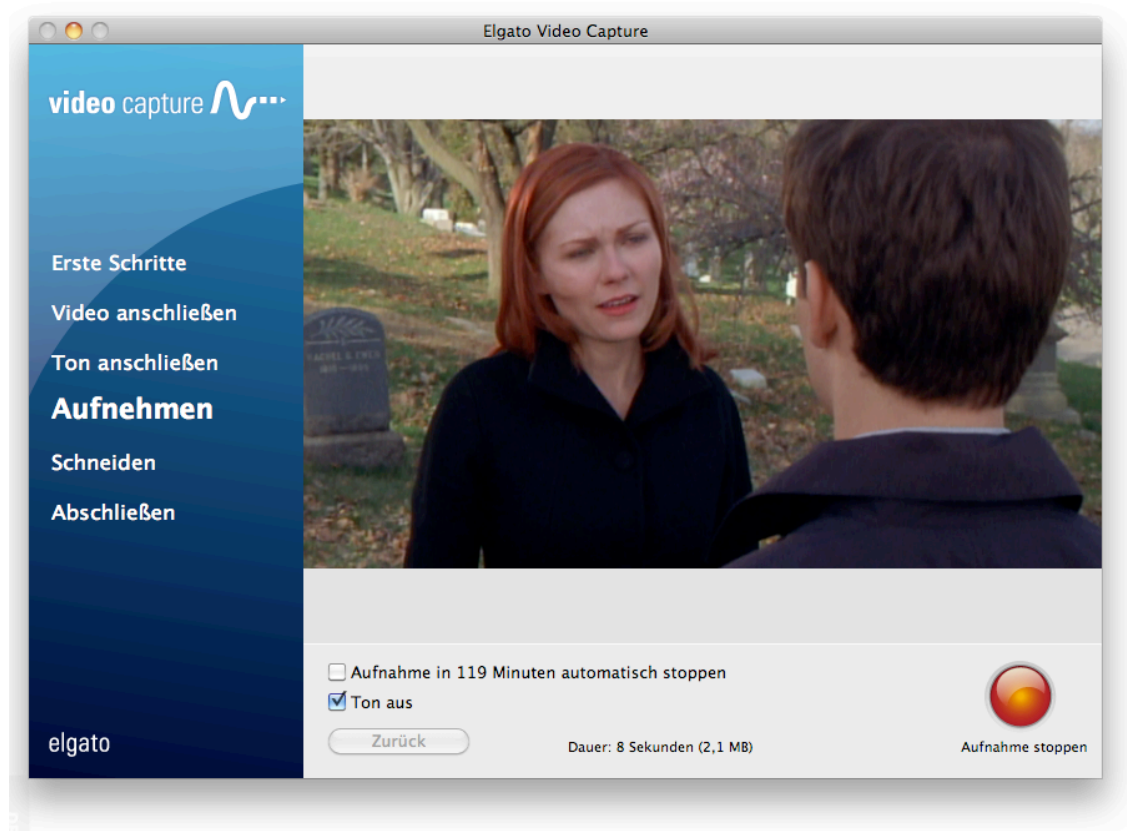 Elgato Video Capture
video capture
Erste Schritte
Video anschließen
Ton anschließen
Aufnehmen
Schneiden
Abschließen
elgato
Aufnahme in 119 Minuten automatisch stoppen
Ton aus
Zurück
Dauer: 8 Sekunden (2,1 MB)
Aufnahme stoppen